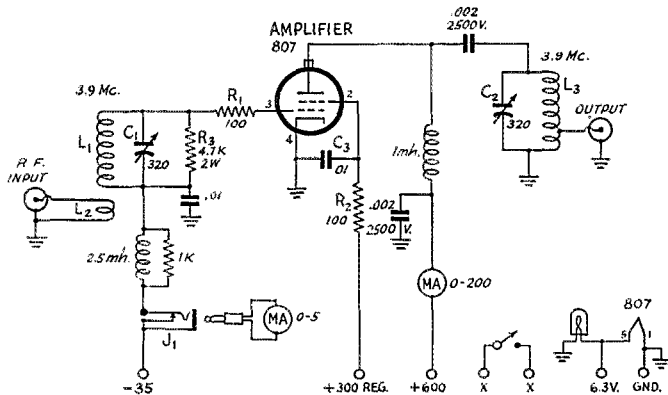 AMPLIFIER
807
.002
2500V.
3.9 Mc.
3.9 Mc.
L1
C1
320
R3
4.7K
2W
R1
100
3
2
4
C3
.01
C2
320
L3
OUTPUT
R.F.
INPUT
L2
.01
R2
100
1mh.
.002
2500 V.
2.5mh.
1K
MA
0-5
J1
MA
0-200
807
5
1
-35
+300 REG.
+600
X
X
6.3V.
GND.